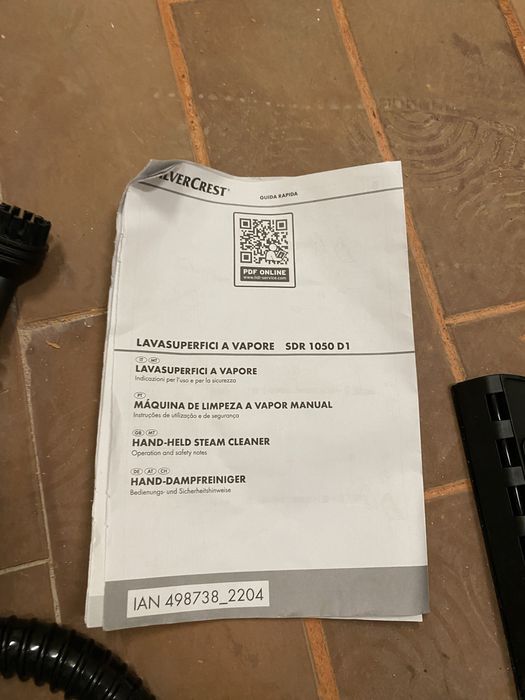 SILVERCREST®
GUIDA RAPIDA
PDF ONLINE
www.lidl-service.com
LAVASUPERFICI A VAPORE SDR 1050 D1
IT MT
LAVASUPERFICI A VAPORE
Indicazioni per l'uso e per la sicurezza
PT
MÁQUINA DE LIMPEZA A VAPOR MANUAL
Instruções de utilização e de segurança
GB MT
HAND-HELD STEAM CLEANER
Operation and safety notes
DE AT CH
HAND-DAMPFREINIGER
Bedienungs- und Sicherheitshinweise
IAN 498738_2204